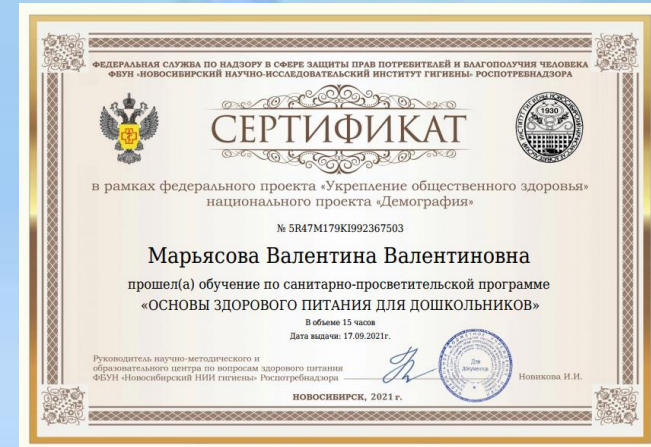 ФЕДЕРАЛЬНАЯ СЛУЖБА ПО НАДЗОРУ В СФЕРЕ ЗАЩИТЫ ПРАВ ПОТРЕБИТЕЛЕЙ И БЛАГОПОЛУЧИЯ ЧЕЛОВЕКА
ФБУН «НОВОСИБИРСКИЙ НАУЧНО-ИССЛЕДОВАТЕЛЬСКИЙ ИНСТИТУТ ГИГИЕНЫ» РОСПОТРЕБНАДЗОРА
1930
СЕРТИФИКАТ
в рамках федерального проекта «Укрепление общественного здоровья»
национального проекта «Демография»
№ 5R47M179KI992367503
Марьясова Валентина Валентиновна
прошел(а) обучение по санитарно-просветительской программе
«ОСНОВЫ ЗДОРОВОГО ПИТАНИЯ ДЛЯ ДОШКОЛЬНИКОВ»
В объеме 15 часов
Дата выдачи: 17.09.2021г.
Руководитель научно-методического и
образовательного центра по вопросам здорового питания
ФБУН «Новосибирский НИИ гигиены» Роспотребнадзора
Для
документов
Новикова И.И.
НОВОСИБИРСК, 2021 г.